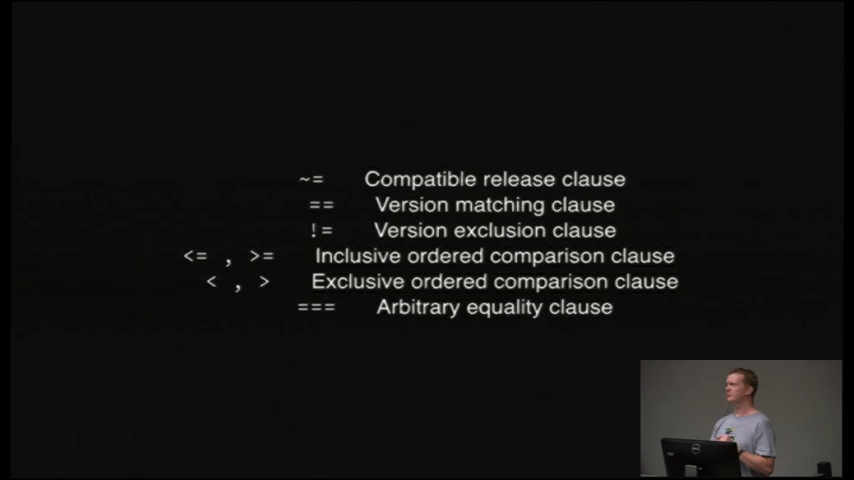 ~= Compatible release clause
== Version matching clause
!= Version exclusion clause
<= , >= Inclusive ordered comparison clause
< , > Exclusive ordered comparison clause
=== Arbitrary equality clause